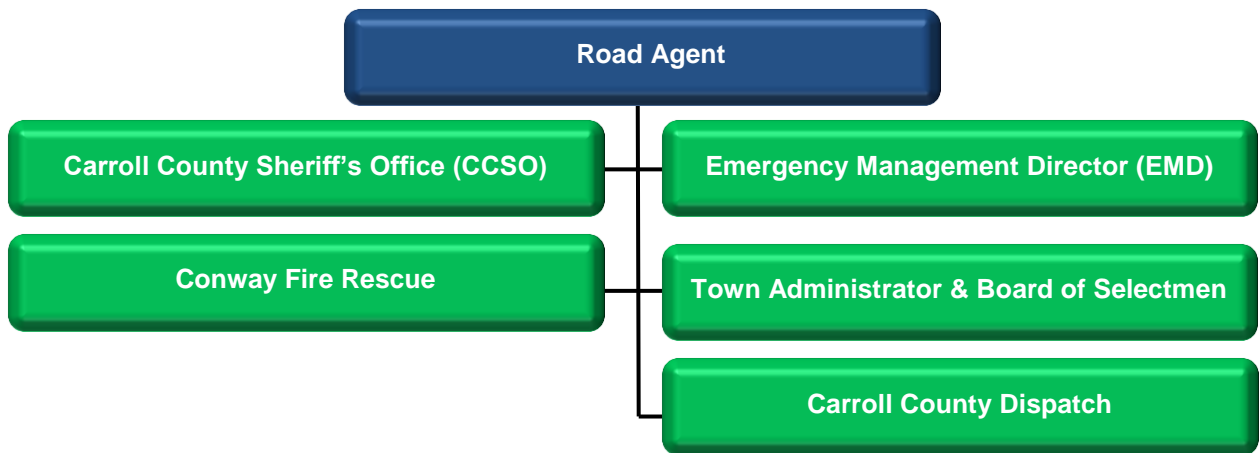 Road Agent
Carroll County Sheriff’s Office (CCSO)
Emergency Management Director (EMD)
Conway Fire Rescue
Town Administrator & Board of Selectmen
Carroll County Dispatch